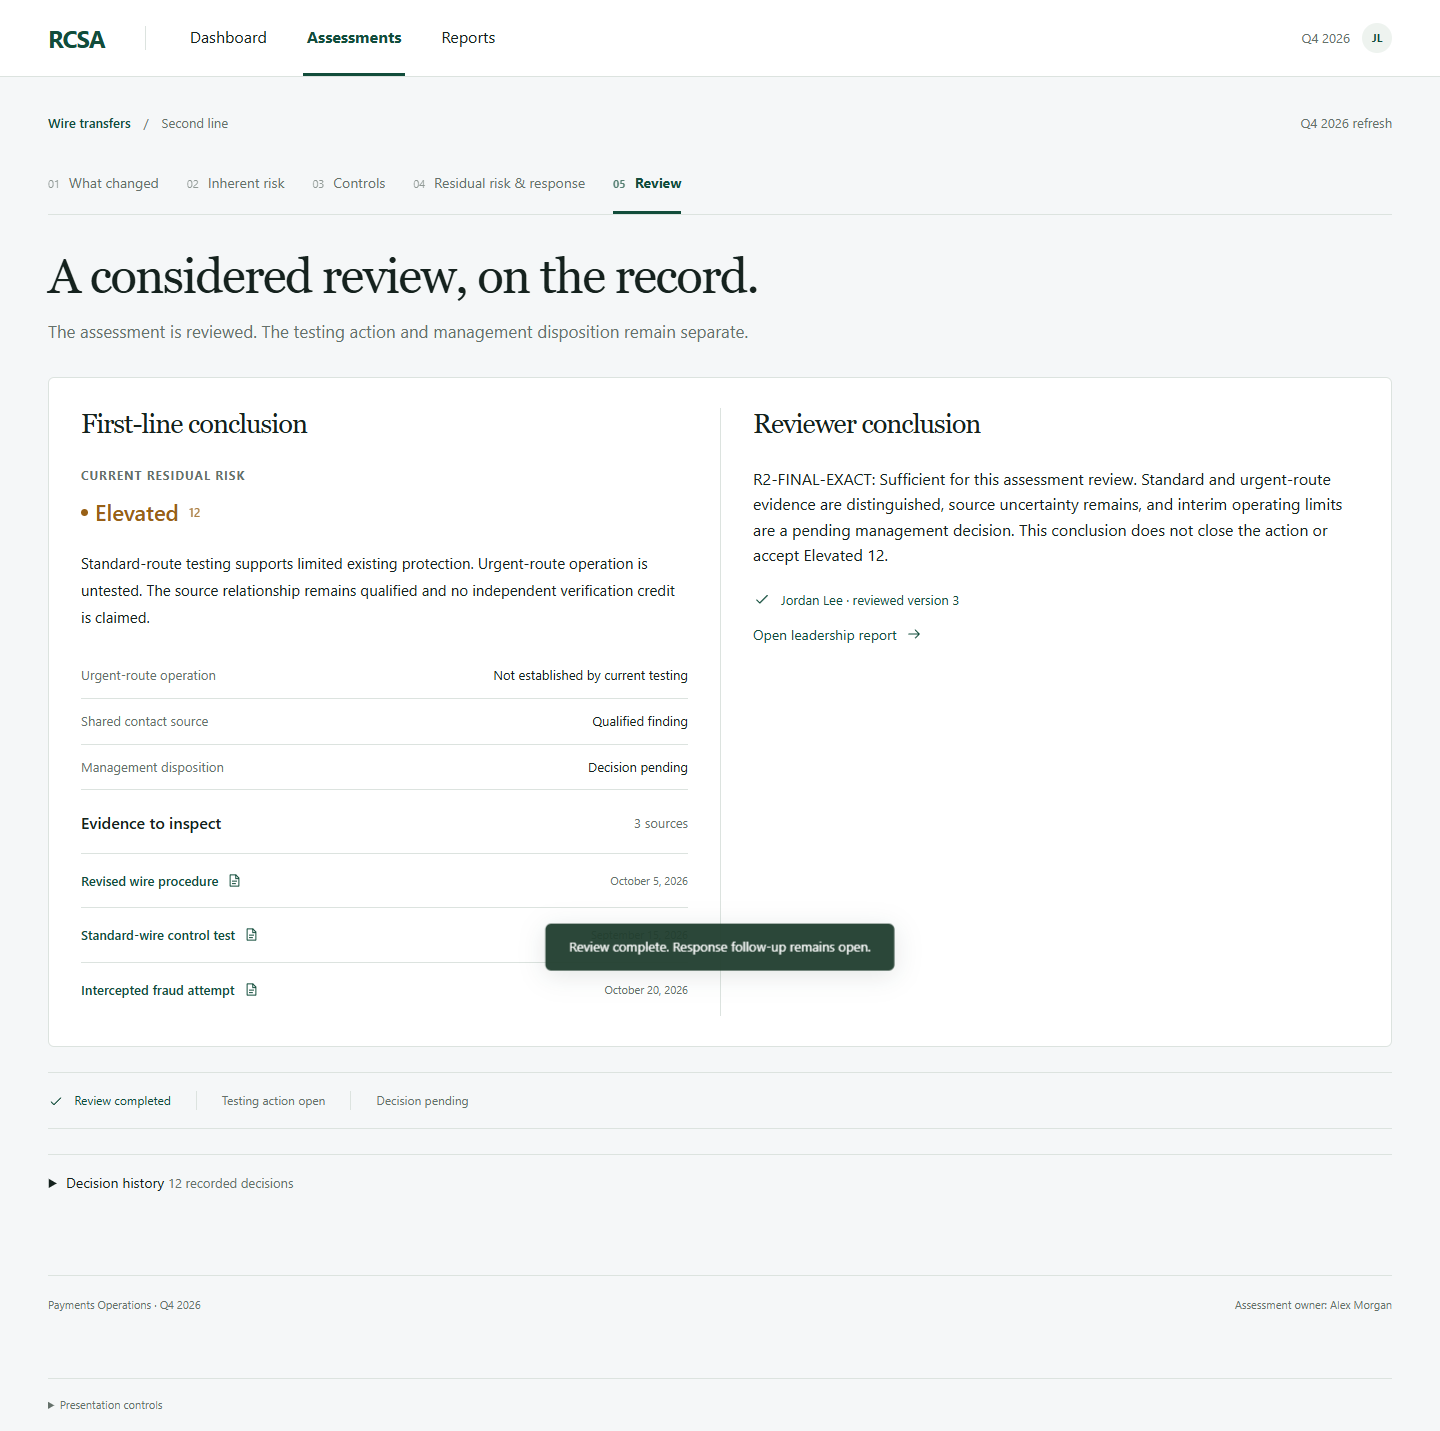 RCSA
Dashboard
Assessments
Reports
Q4 2026
JL
Wire transfers / Second line
Q4 2026 refresh
01 What changed
02 Inherent risk
03 Controls
04 Residual risk & response
05 Review
A considered review, on the record.
The assessment is reviewed. The testing action and management disposition remain separate.
First-line conclusion
CURRENT RESIDUAL RISK
• Elevated 12
Standard-route testing supports limited existing protection. Urgent-route operation is
untested. The source relationship remains qualified and no independent verification credit
is claimed.
Urgent-route operation Not established by current testing
Shared contact source Qualified finding
Management disposition Decision pending
Evidence to inspect 3 sources
Revised wire procedure October 5, 2026
Standard-wire control test
Intercepted fraud attempt October 20, 2026
Reviewer conclusion
R2-FINAL-EXACT: Sufficient for this assessment review. Standard and urgent-route
evidence are distinguished, source uncertainty remains, and interim operating limits
are a pending management decision. This conclusion does not close the action or
accept Elevated 12.
Jordan Lee · reviewed version 3
Open leadership report →
Review complete. Response follow-up remains open.
Review completed
Testing action open
Decision pending
Decision history 12 recorded decisions
Payments Operations · Q4 2026
Assessment owner: Alex Morgan
Presentation controls